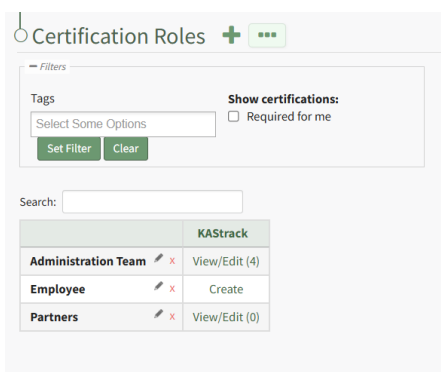 Certification Roles
Filters
Tags
Show certifications:
Select Some Options
Required for me
Set Filter Clear
Search:
KAStrack
Administration Team x View/Edit (4)
Employee x Create
Partners x View/Edit (0)